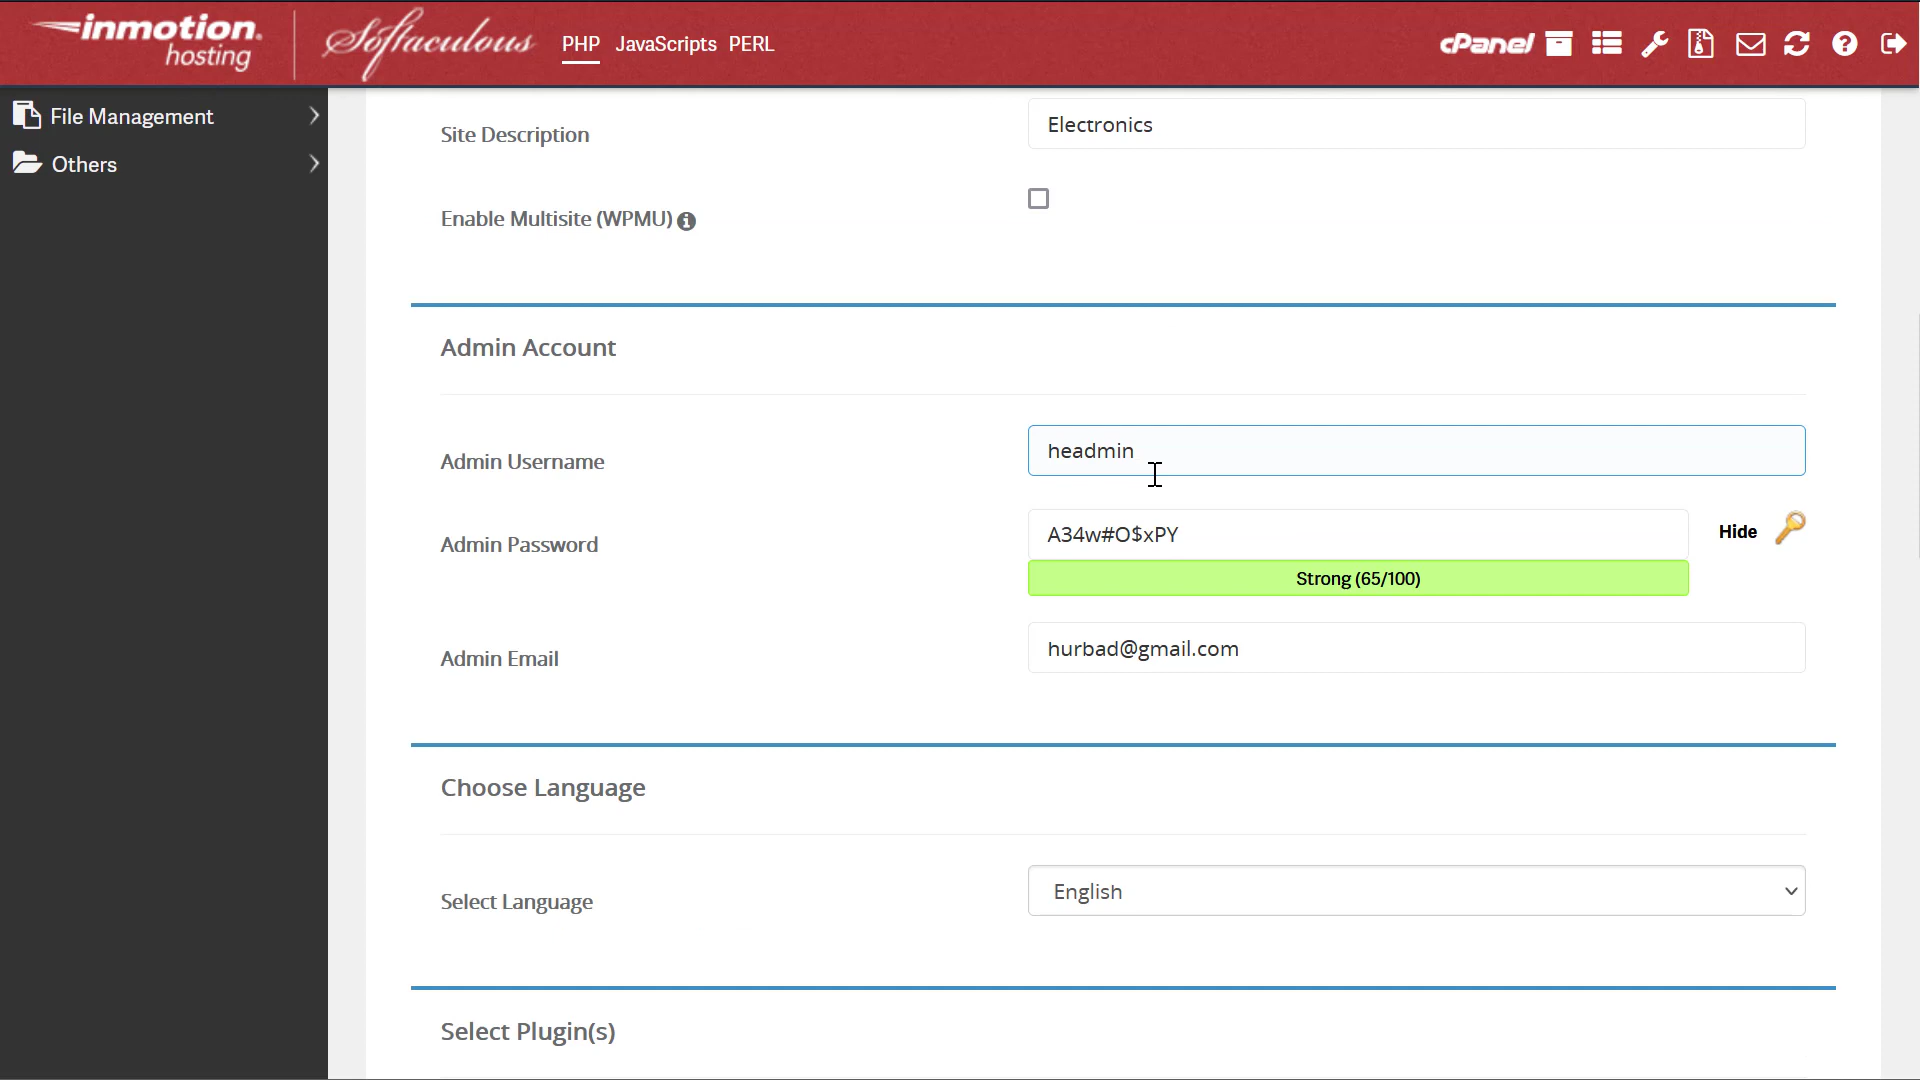 inmotion hosting
Softaculous
PHP JavaScripts PERL
cPanel
File Management
Others
Site Description
Electronics
Enable Multisite (WPMU)
Admin Account
Admin Username
headmin
Admin Password
A34w#O$xPY
Hide
Strong (65/100)
Admin Email
hurbad@gmail.com
Choose Language
Select Language
English
Select Plugin(s)